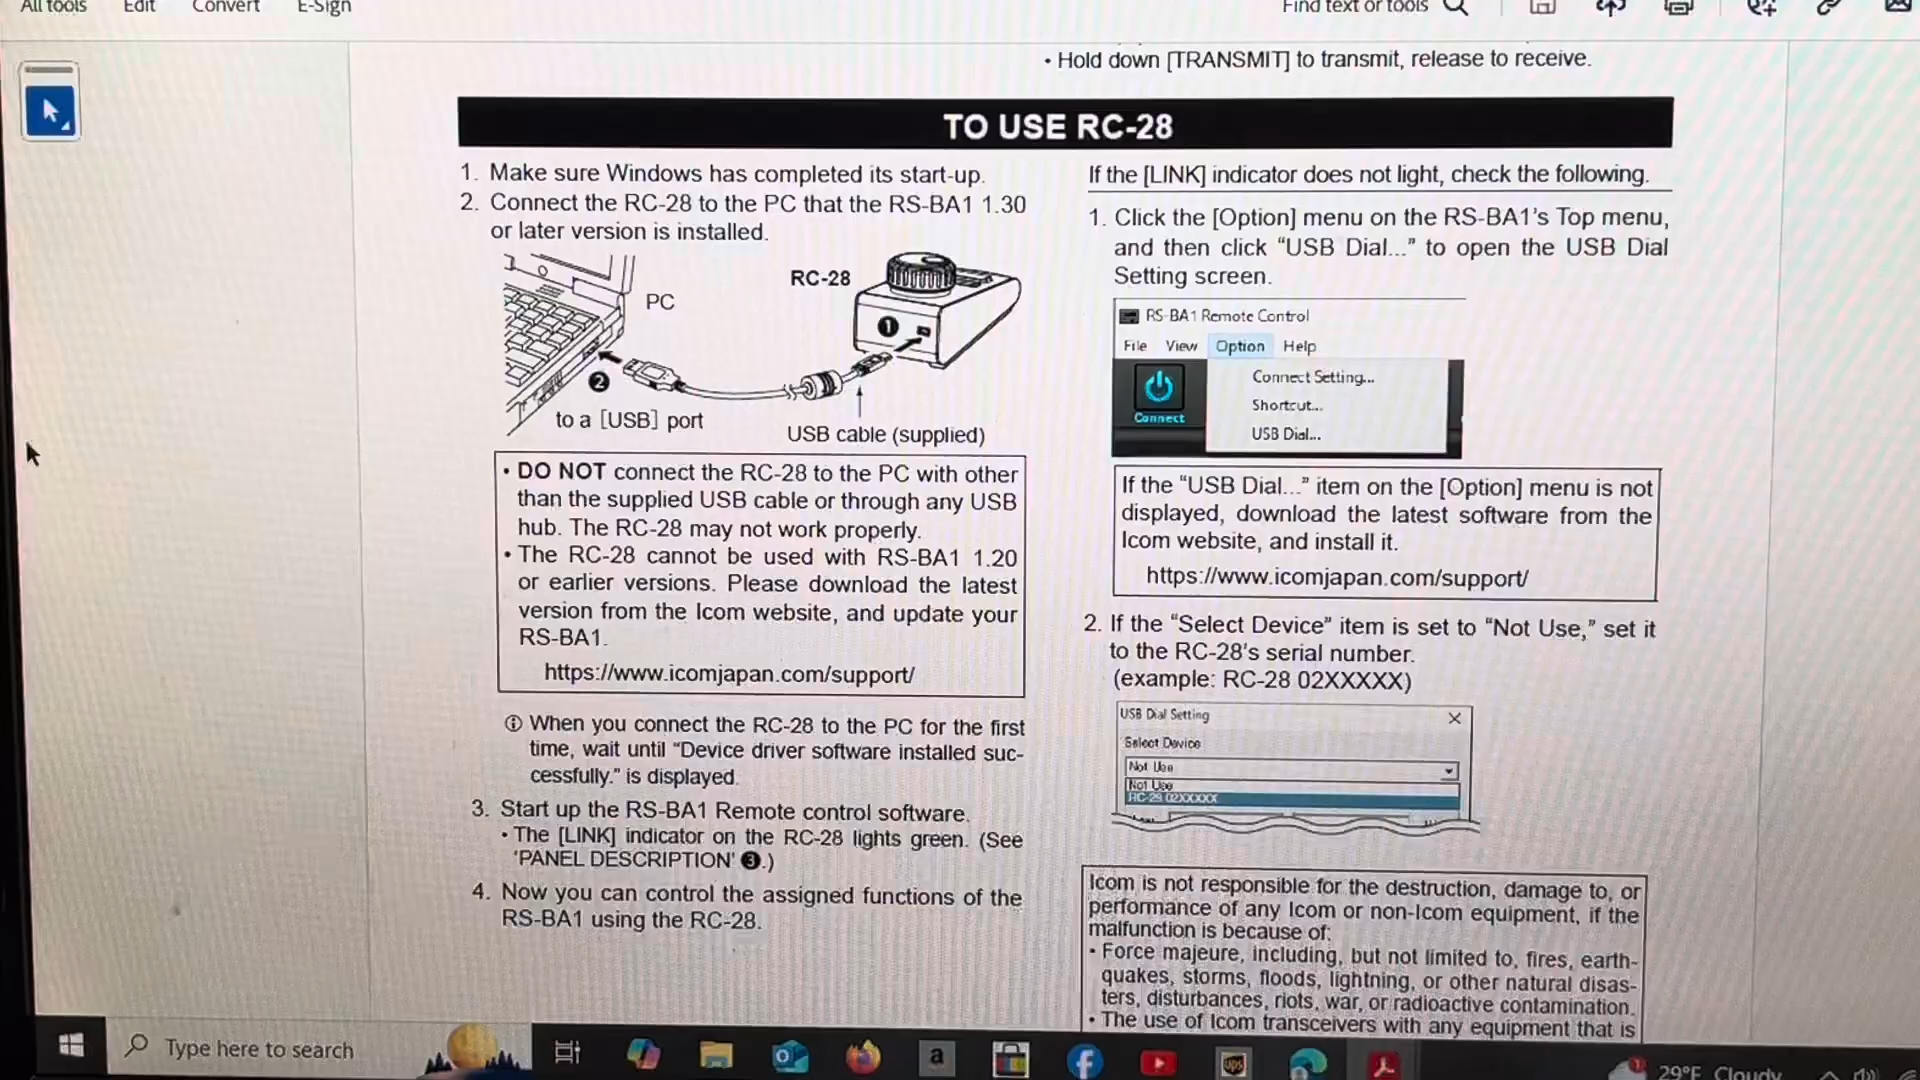 All tools Edit Convert E-Sign
Find text or tools
• Hold down [TRANSMIT] to transmit, release to receive.
TO USE RC-28
1. Make sure Windows has completed its start-up.
2. Connect the RC-28 to the PC that the RS-BA1 1.30
or later version is installed.
RC-28
PC
❶
❷
to a [USB] port
USB cable (supplied)
• DO NOT connect the RC-28 to the PC with other
than the supplied USB cable or through any USB
hub. The RC-28 may not work properly.
• The RC-28 cannot be used with RS-BA1 1.20
or earlier versions. Please download the latest
version from the Icom website, and update your
RS-BA1.
https://www.icomjapan.com/support/
ⓘ When you connect the RC-28 to the PC for the first
time, wait until “Device driver software installed suc-
cessfully.” is displayed.
3. Start up the RS-BA1 Remote control software.
• The [LINK] indicator on the RC-28 lights green. (See
‘PANEL DESCRIPTION’ ❸.)
4. Now you can control the assigned functions of the
RS-BA1 using the RC-28.
If the [LINK] indicator does not light, check the following.
1. Click the [Option] menu on the RS-BA1’s Top menu,
and then click “USB Dial...” to open the USB Dial
Setting screen.
RS-BA1 Remote Control
File View Option Help
Connect Setting...
Shortcut...
USB Dial...
Connect
If the “USB Dial...” item on the [Option] menu is not
displayed, download the latest software from the
Icom website, and install it.
https://www.icomjapan.com/support/
2. If the “Select Device” item is set to “Not Use,” set it
to the RC-28’s serial number.
(example: RC-28 02XXXXX)
USB Dial Setting
Select Device
Not Use
Not Use
RC-28 02XXXXX
Icom is not responsible for the destruction, damage to, or
performance of any Icom or non-Icom equipment, if the
malfunction is because of:
• Force majeure, including, but not limited to, fires, earth-
quakes, storms, floods, lightning, or other natural disas-
ters, disturbances, riots, war, or radioactive contamination.
• The use of Icom transceivers with any equipment that is
Type here to search
a
ups
1
29°F Cloudy